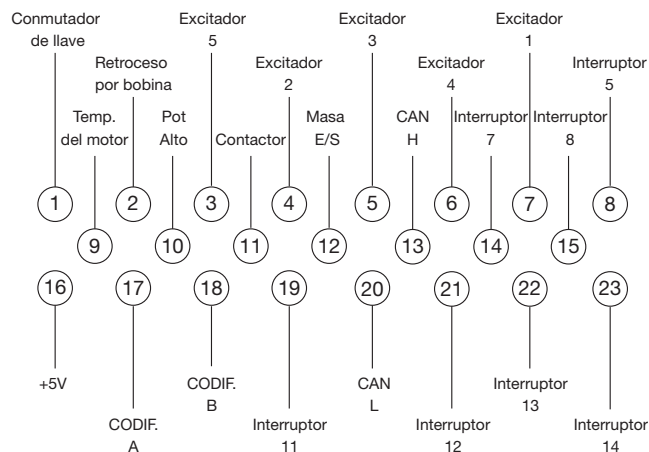 Conmutador
de llave
Excitador
5
Excitador
3
Excitador
1
Retroceso
por bobina
Excitador
2
Excitador
4
Interruptor
5
Temp.
del motor
Pot
Alto
Contactor
Masa
E/S
CAN
H
Interruptor
7
Interruptor
8
1
2
3
4
5
6
7
8
9
10
11
12
13
14
15
16
17
18
19
20
21
22
23
+5V
CODIF.
B
CAN
L
Interruptor
13
CODIF.
A
Interruptor
11
Interruptor
12
Interruptor
14